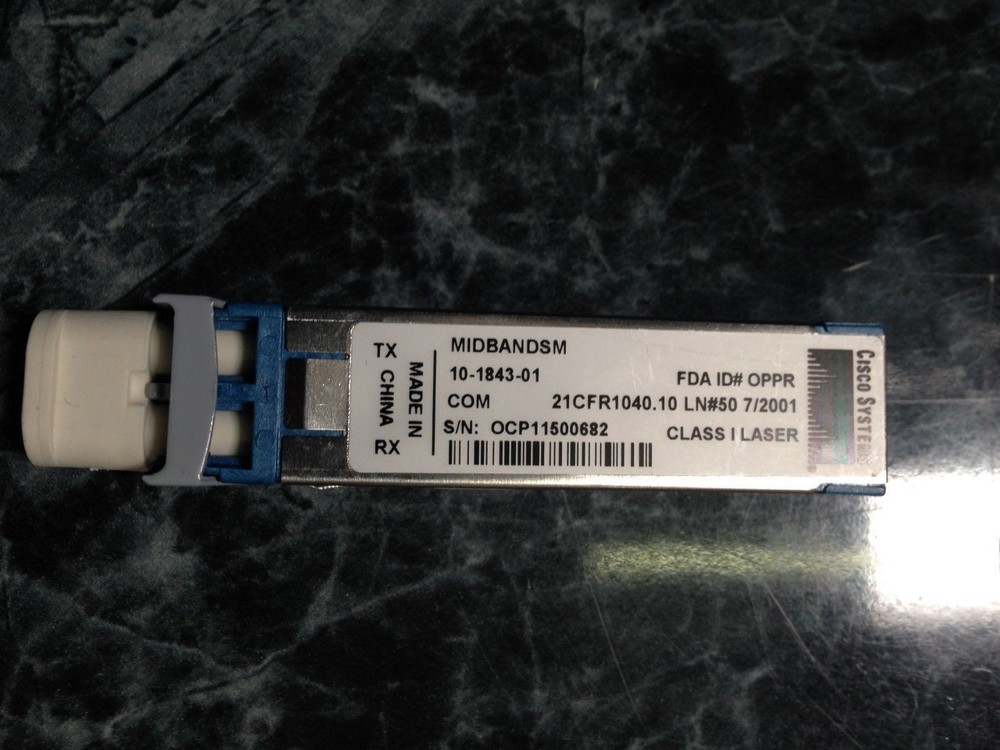 TX
MADE IN
CHINA
RX
MIDBANDSM
10-1843-01
COM
S/N: OCP11500682
FDA ID# OPPR
21CFR1040.10 LN#50 7/2001
CLASS I LASER
CISCO SYSTEMS